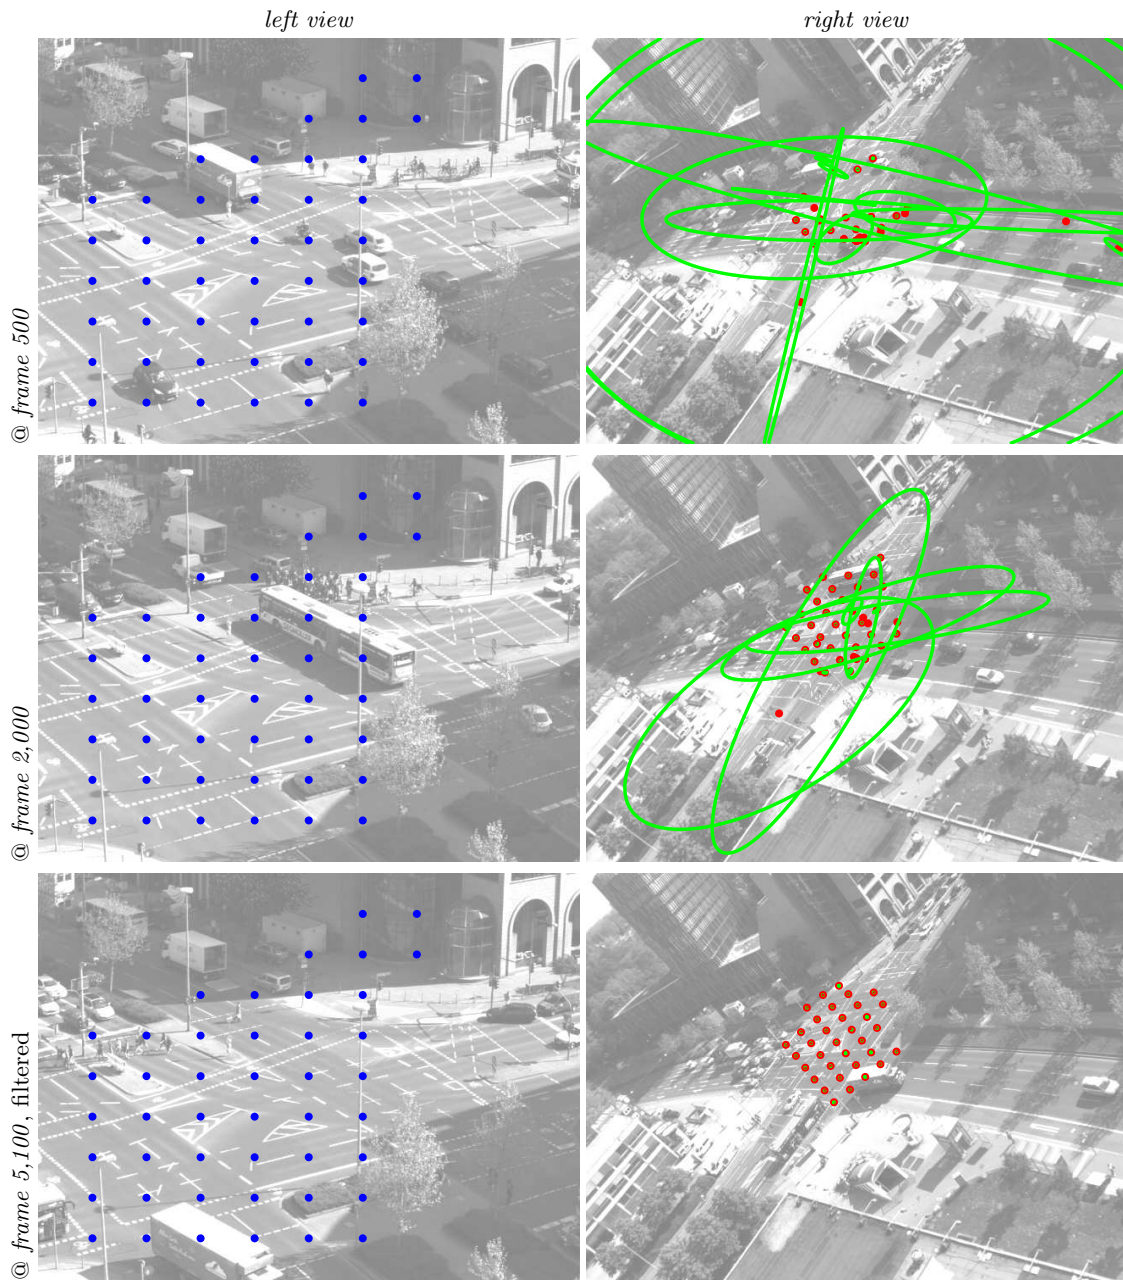 left view
right view
@ frame 500
@ frame 2,000
@ frame 5,100, filtered